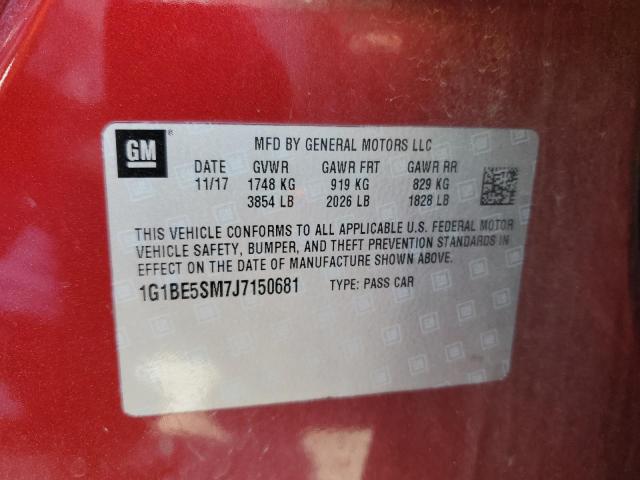 GM®
MFD BY GENERAL MOTORS LLC
DATE GVWR GAWR FRT GAWR RR
11/17 1748 KG 919 KG 829 KG
3854 LB 2026 LB 1828 LB
THIS VEHICLE CONFORMS TO ALL APPLICABLE U.S. FEDERAL MOTOR
VEHICLE SAFETY, BUMPER, AND THEFT PREVENTION STANDARDS IN
EFFECT ON THE DATE OF MANUFACTURE SHOWN ABOVE.
1G1BE5SM7J7150681 TYPE: PASS CAR